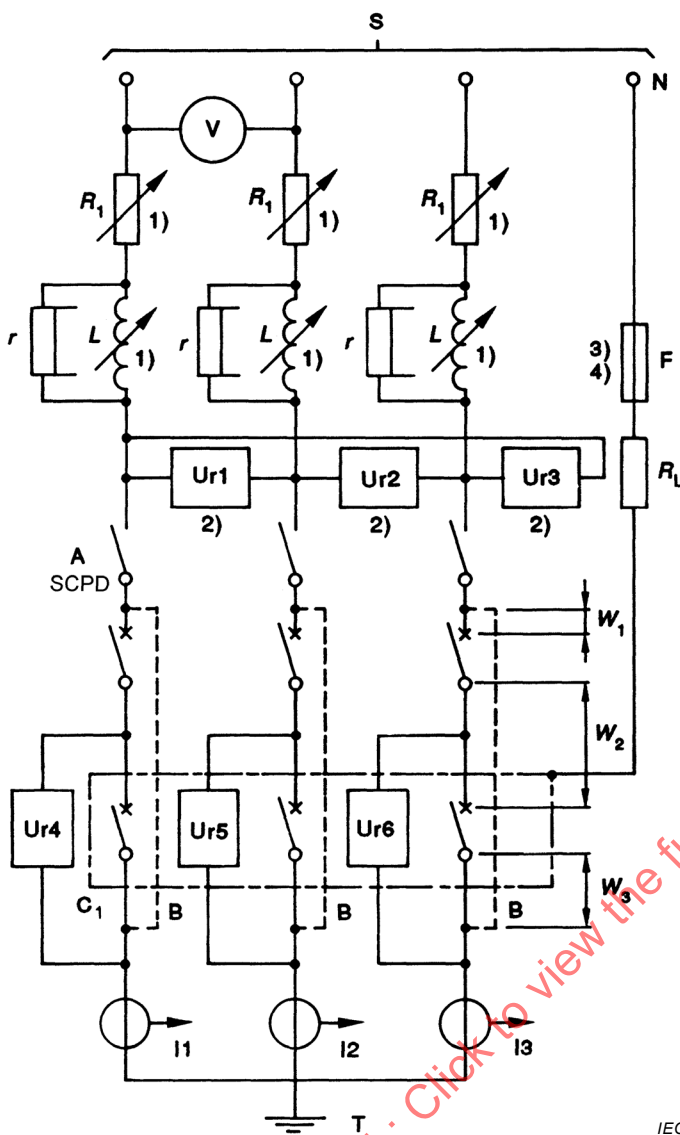 S
N
V
R1 1)
R1 1)
R1 1)
r L 1)
r L 1)
r L 1)
3)
4) F
Ur1 Ur2 Ur3 RL
2) 2) 2)
A
SCPD
W1
W2
Ur4 Ur5 Ur6
C1 B B B W3
I1 I2 I3
T
: Click to view the fu
IEC